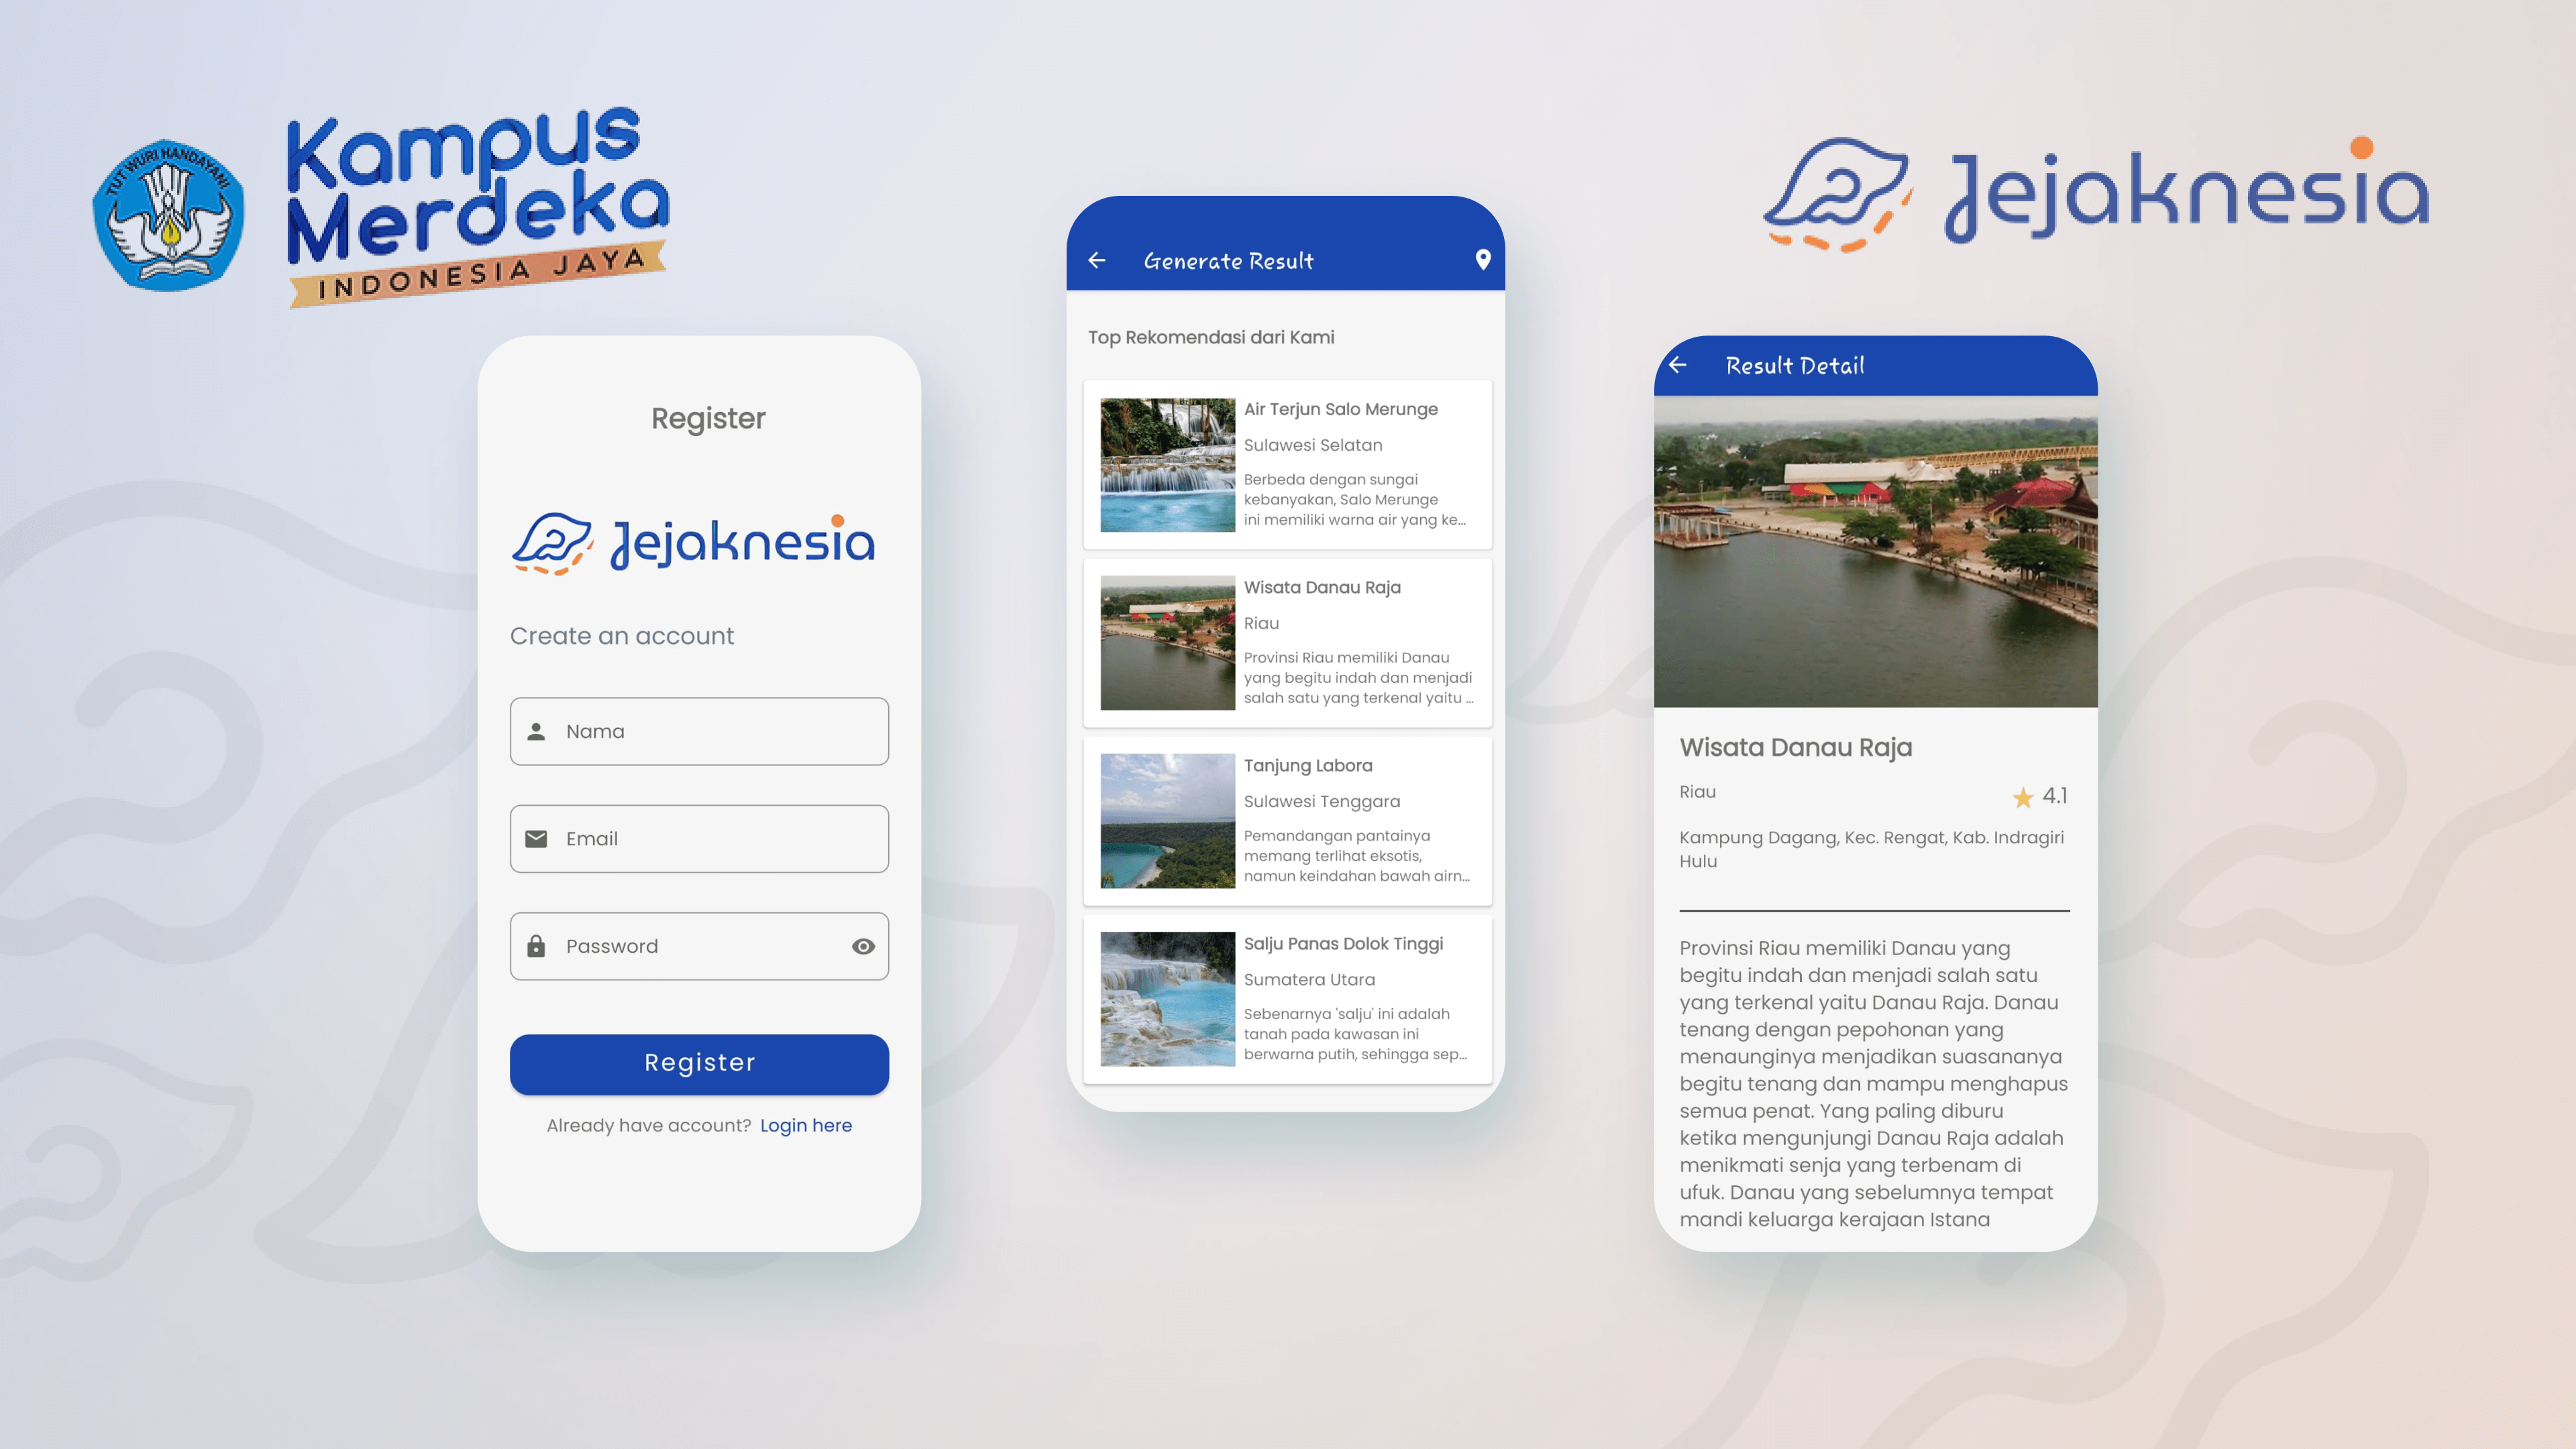 TUT WURI HANDAYANI
Kampus
Merdeka
INDONESIA JAYA
Jejaknesia
Register
Jejaknesia
Create an account
Nama
Email
Password
Register
Already have account? Login here
Generate Result
Top Rekomendasi dari Kami
Air Terjun Salo Merunge
Sulawesi Selatan
Berbeda dengan sungai
kebanyakan, Salo Merunge
ini memiliki warna air yang ke...
Wisata Danau Raja
Riau
Provinsi Riau memiliki Danau
yang begitu indah dan menjadi
salah satu yang terkenal yaitu ...
Tanjung Labora
Sulawesi Tenggara
Pemandangan pantainya
memang terlihat eksotis,
namun keindahan bawah airn...
Salju Panas Dolok Tinggi
Sumatera Utara
Sebenarnya 'salju' ini adalah
tanah pada kawasan ini
berwarna putih, sehingga sep...
Result Detail
Wisata Danau Raja
Riau
4.1
Kampung Dagang, Kec. Rengat, Kab. Indragiri
Hulu
Provinsi Riau memiliki Danau yang
begitu indah dan menjadi salah satu
yang terkenal yaitu Danau Raja. Danau
tenang dengan pepohonan yang
menaunginya menjadikan suasananya
begitu tenang dan mampu menghapus
semua penat. Yang paling diburu
ketika mengunjungi Danau Raja adalah
menikmati senja yang terbenam di
ufuk. Danau yang sebelumnya tempat
mandi keluarga kerajaan Istana